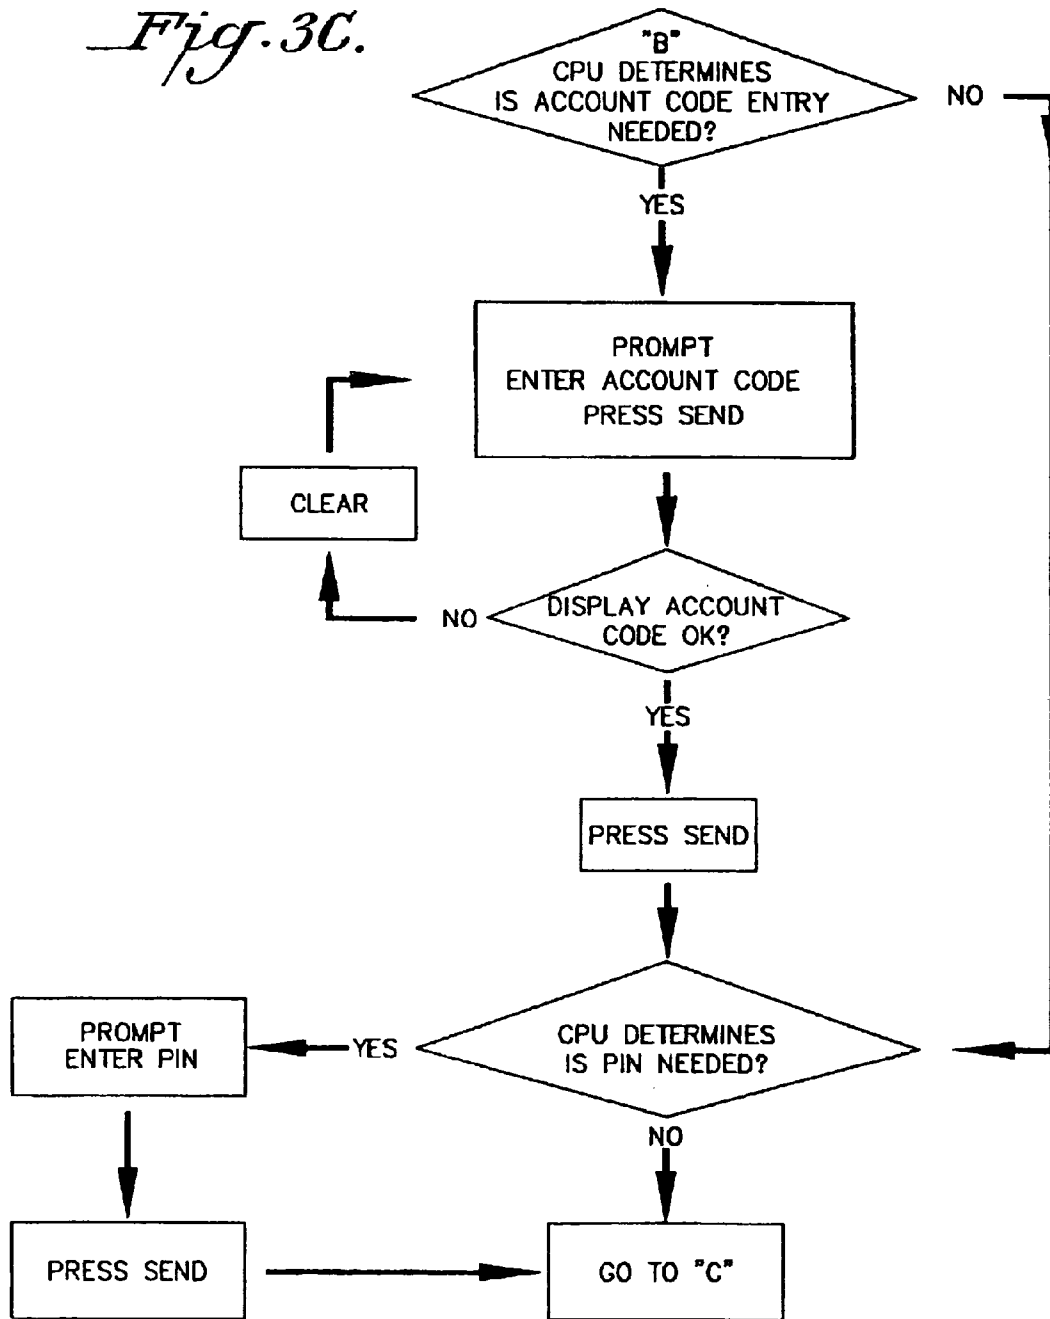 Fig. 3C.
"B"
CPU DETERMINES
IS ACCOUNT CODE ENTRY
NEEDED?
NO
YES
PROMPT
ENTER ACCOUNT CODE
PRESS SEND
CLEAR
NO
DISPLAY ACCOUNT
CODE OK?
YES
PRESS SEND
PROMPT
ENTER PIN
YES
CPU DETERMINES
IS PIN NEEDED?
NO
PRESS SEND
GO TO "C"